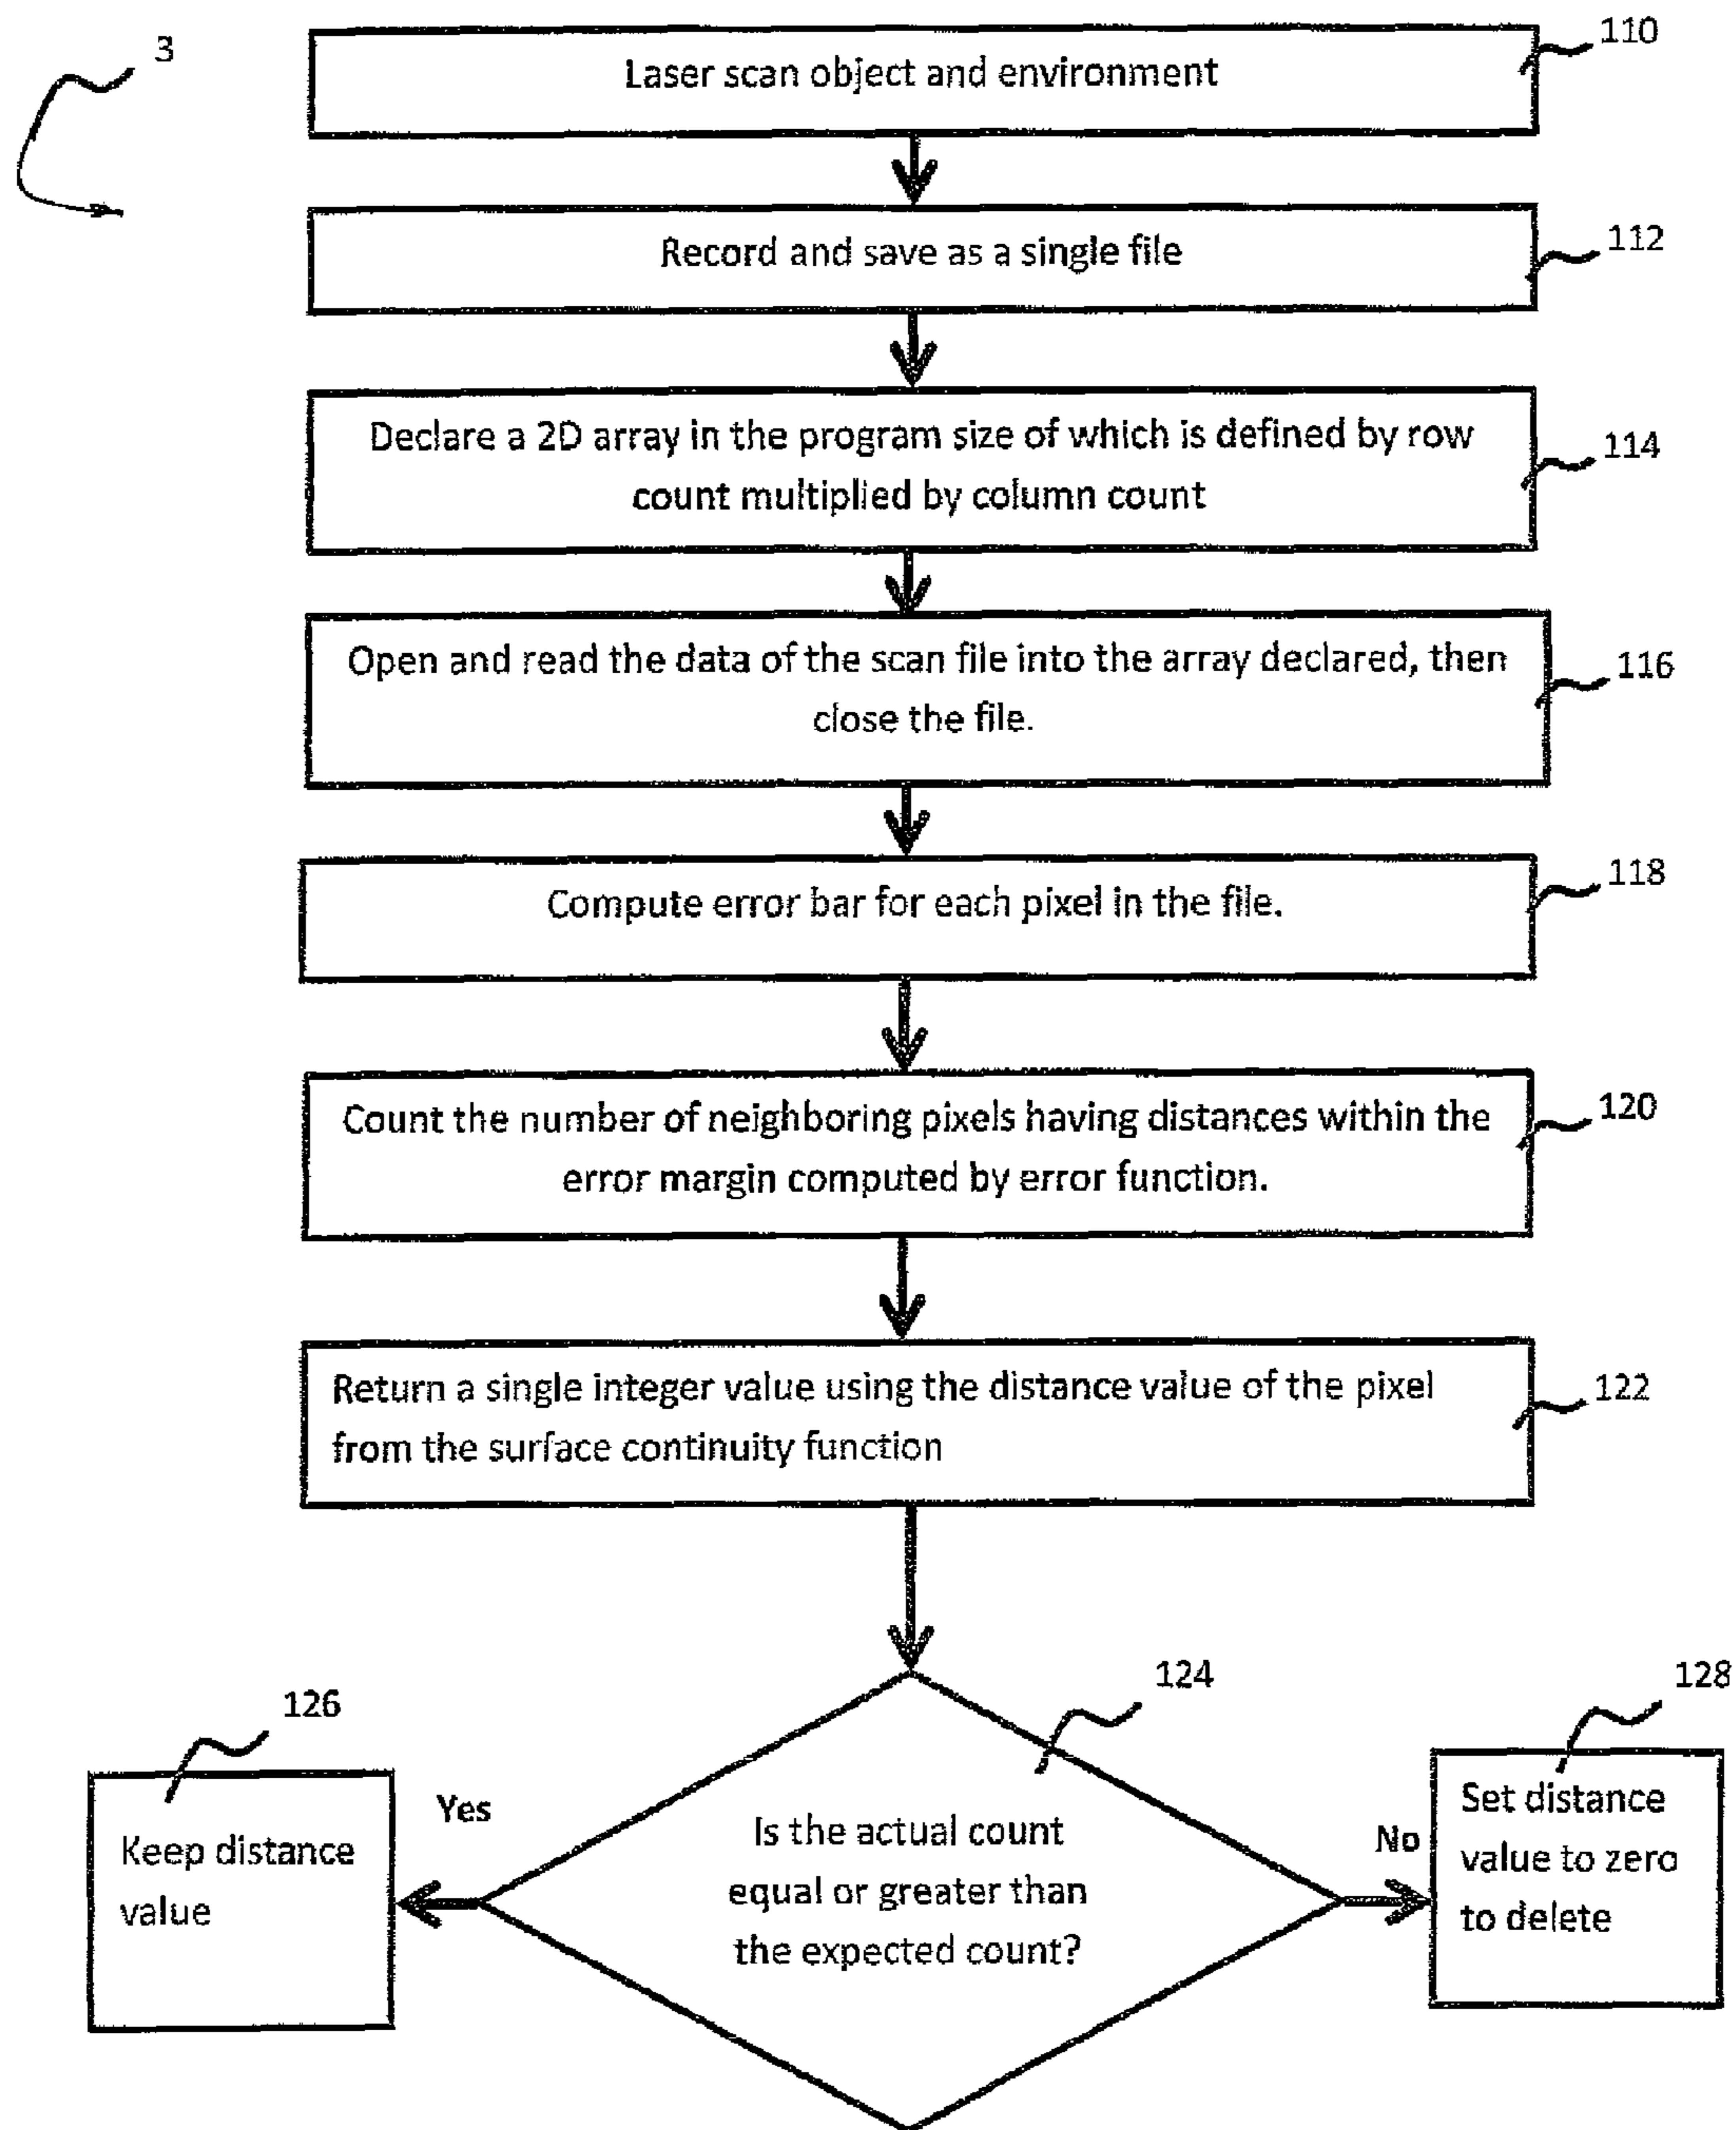 3
110
Laser scan object and environment
112
Record and save as a single file
114
Declare a 2D array in the program size of which is defined by row
count multiplied by column count
116
Open and read the data of the scan file into the array declared, then
close the file.
118
Compute error bar for each pixel in the file.
120
Count the number of neighboring pixels having distances within the
error margin computed by error function.
122
Return a single integer value using the distance value of the pixel
from the surface continuity function
124
126
128
Yes
No
Keep distance
value
Is the actual count
equal or greater than
the expected count?
Set distance
value to zero
to delete